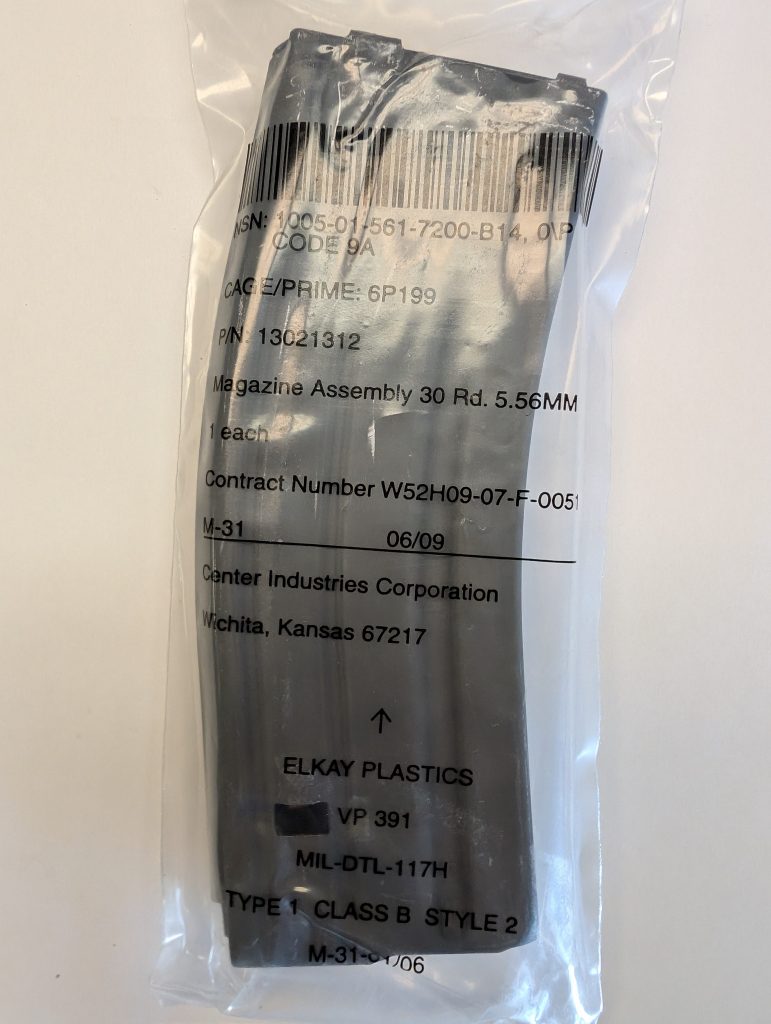 NSN: 1005-01-561-7200-B14, 0\P
CODE 9A
CAGE/PRIME: 6P199
P/N: 13021312
Magazine Assembly 30 Rd. 5.56MM
1 each
Contract Number W52H09-07-F-0051
M-31 06/09
Center Industries Corporation
Wichita, Kansas 67217
↑
ELKAY PLASTICS
VP 391
MIL-DTL-117H
TYPE 1 CLASS B STYLE 2